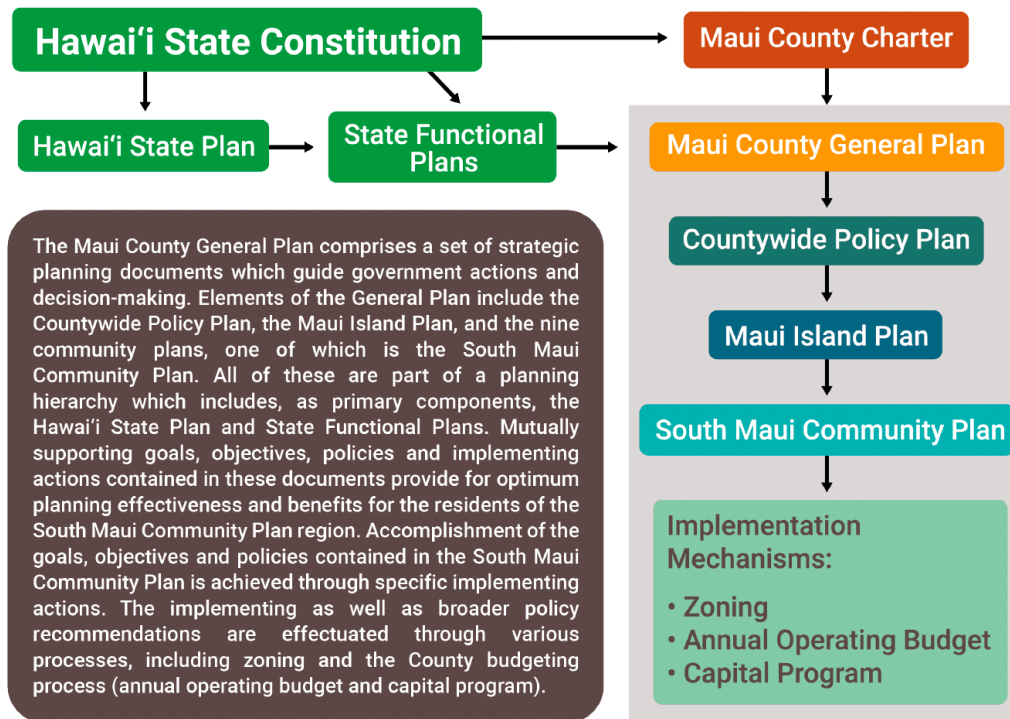 Hawaiʻi State Constitution
Maui County Charter
Hawaiʻi State Plan
State Functional
Plans
Maui County General Plan
Countywide Policy Plan
Maui Island Plan
South Maui Community Plan
Implementation
Mechanisms:
• Zoning
• Annual Operating Budget
• Capital Program
The Maui County General Plan comprises a set of strategic
planning documents which guide government actions and
decision-making. Elements of the General Plan include the
Countywide Policy Plan, the Maui Island Plan, and the nine
community plans, one of which is the South Maui
Community Plan. All of these are part of a planning
hierarchy which includes, as primary components, the
Hawaiʻi State Plan and State Functional Plans. Mutually
supporting goals, objectives, policies and implementing
actions contained in these documents provide for optimum
planning effectiveness and benefits for the residents of the
South Maui Community Plan region. Accomplishment of the
goals, objectives and policies contained in the South Maui
Community Plan is achieved through specific implementing
actions. The implementing as well as broader policy
recommendations are effectuated through various
processes, including zoning and the County budgeting
process (annual operating budget and capital program).